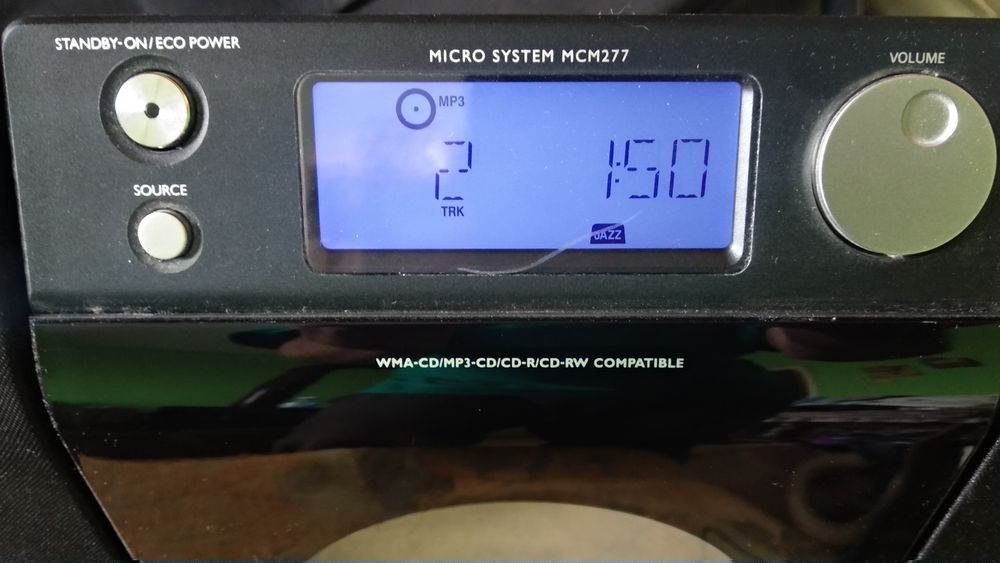 STANDBY-ON/ECO POWER
MICRO SYSTEM MCM277
VOLUME
MP3
2 1:50
SOURCE
TRK
JAZZ
WMA-CD/MP3-CD/CD-R/CD-RW COMPATIBLE